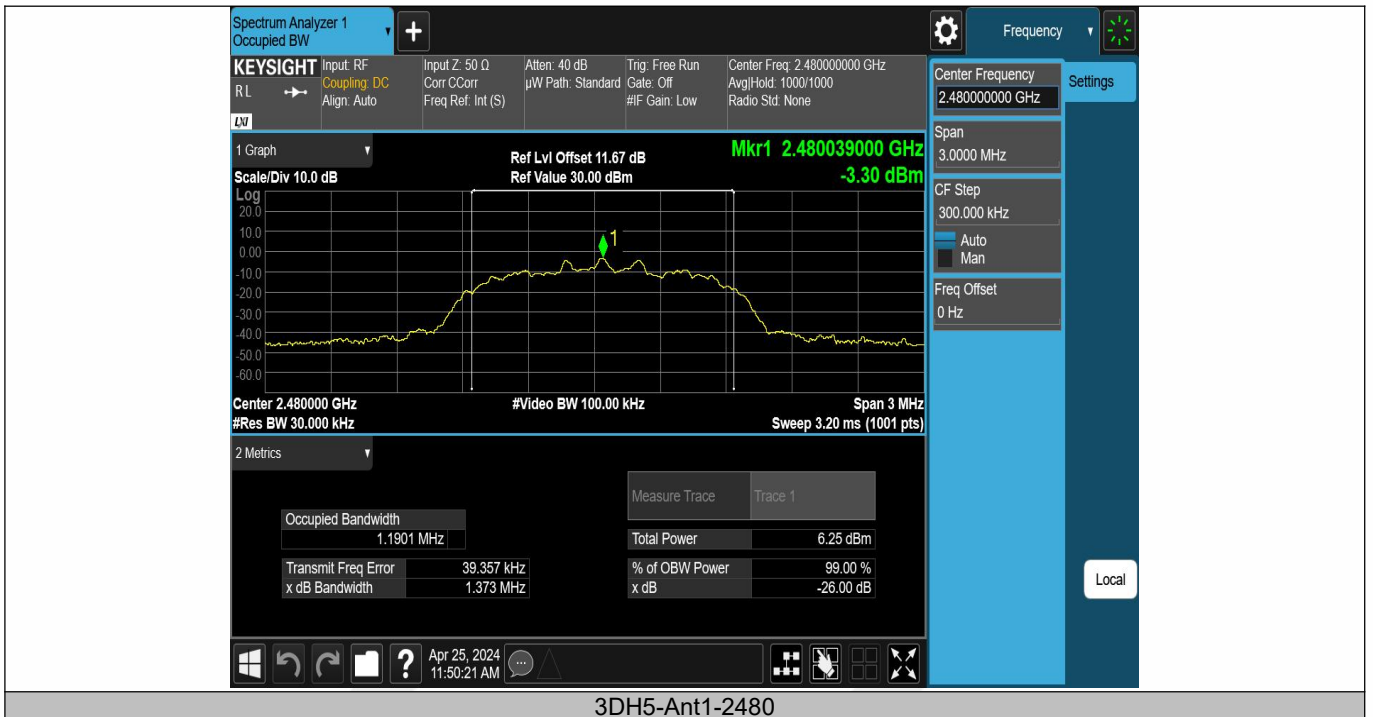 Spectrum Analyzer 1
Occupied BW
+
Frequency
KEYSIGHT Input: RF Input Z: 50 Ω Atten: 40 dB Trig: Free Run Center Freq: 2.480000000 GHz
RL Coupling: DC Corr CCorr µW Path: Standard Gate: Off Avg|Hold: 1000/1000
Align: Auto Freq Ref: Int (S) #IF Gain: Low Radio Std: None
LXI
Center Frequency
2.480000000 GHz
Settings
Span
3.0000 MHz
CF Step
300.000 kHz
Auto
Man
Freq Offset
0 Hz
Local
1 Graph
Ref Lvl Offset 11.67 dB Mkr1 2.480039000 GHz
Scale/Div 10.0 dB Ref Value 30.00 dBm -3.30 dBm
Log
20.0
10.0
1
0.00
-10.0
-20.0
-30.0
-40.0
-50.0
-60.0
Center 2.480000 GHz #Video BW 100.00 kHz Span 3 MHz
#Res BW 30.000 kHz Sweep 3.20 ms (1001 pts)
2 Metrics
Measure Trace Trace 1
Occupied Bandwidth
1.1901 MHz Total Power 6.25 dBm
Transmit Freq Error 39.357 kHz % of OBW Power 99.00 %
x dB Bandwidth 1.373 MHz x dB -26.00 dB
? Apr 25, 2024
11:50:21 AM
3DH5-Ant1-2480